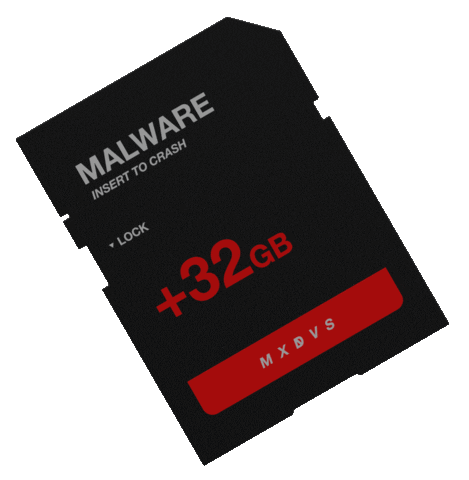 MALWARE
INSERT TO CRASH
▾ LOCK
+32GB
M X D V S